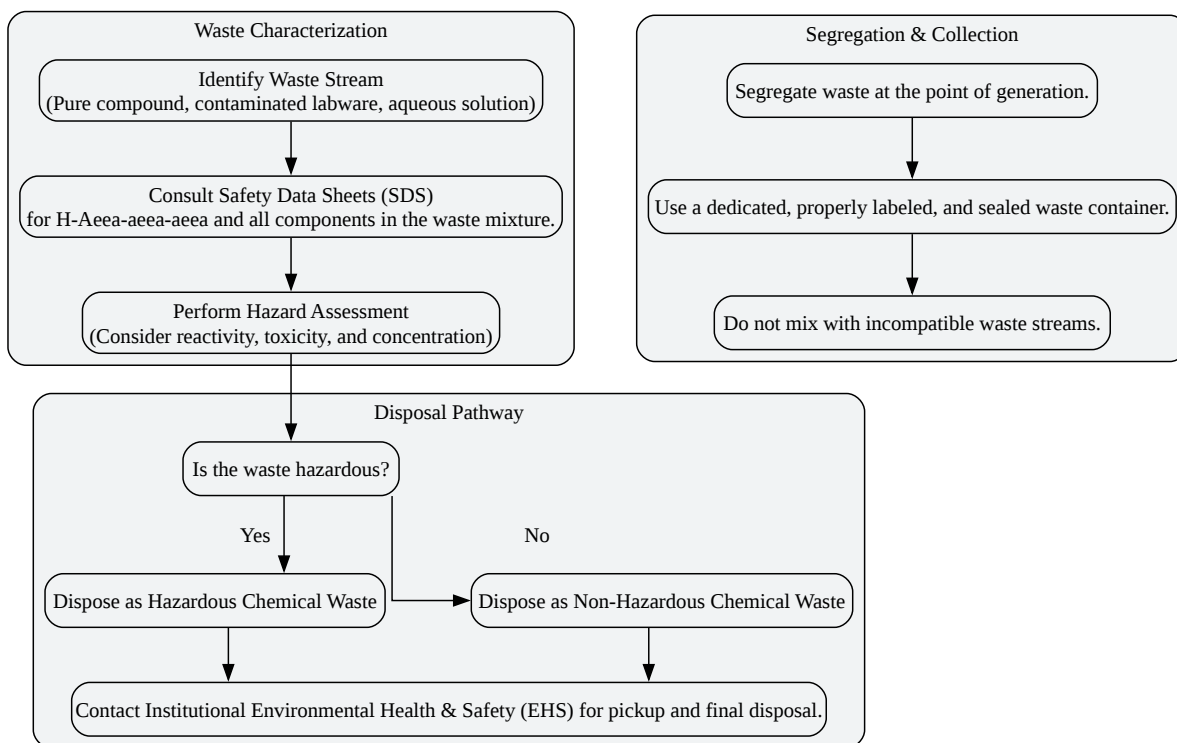 Waste Characterization
Identify Waste Stream
(Pure compound, contaminated labware, aqueous solution)
Consult Safety Data Sheets (SDS)
for H-Aeea-aeea-aeea and all components in the waste mixture.
Perform Hazard Assessment
(Consider reactivity, toxicity, and concentration)
Segregation & Collection
Segregate waste at the point of generation.
Use a dedicated, properly labeled, and sealed waste container.
Do not mix with incompatible waste streams.
Disposal Pathway
Is the waste hazardous?
Yes
No
Dispose as Hazardous Chemical Waste
Dispose as Non-Hazardous Chemical Waste
Contact Institutional Environmental Health & Safety (EHS) for pickup and final disposal.